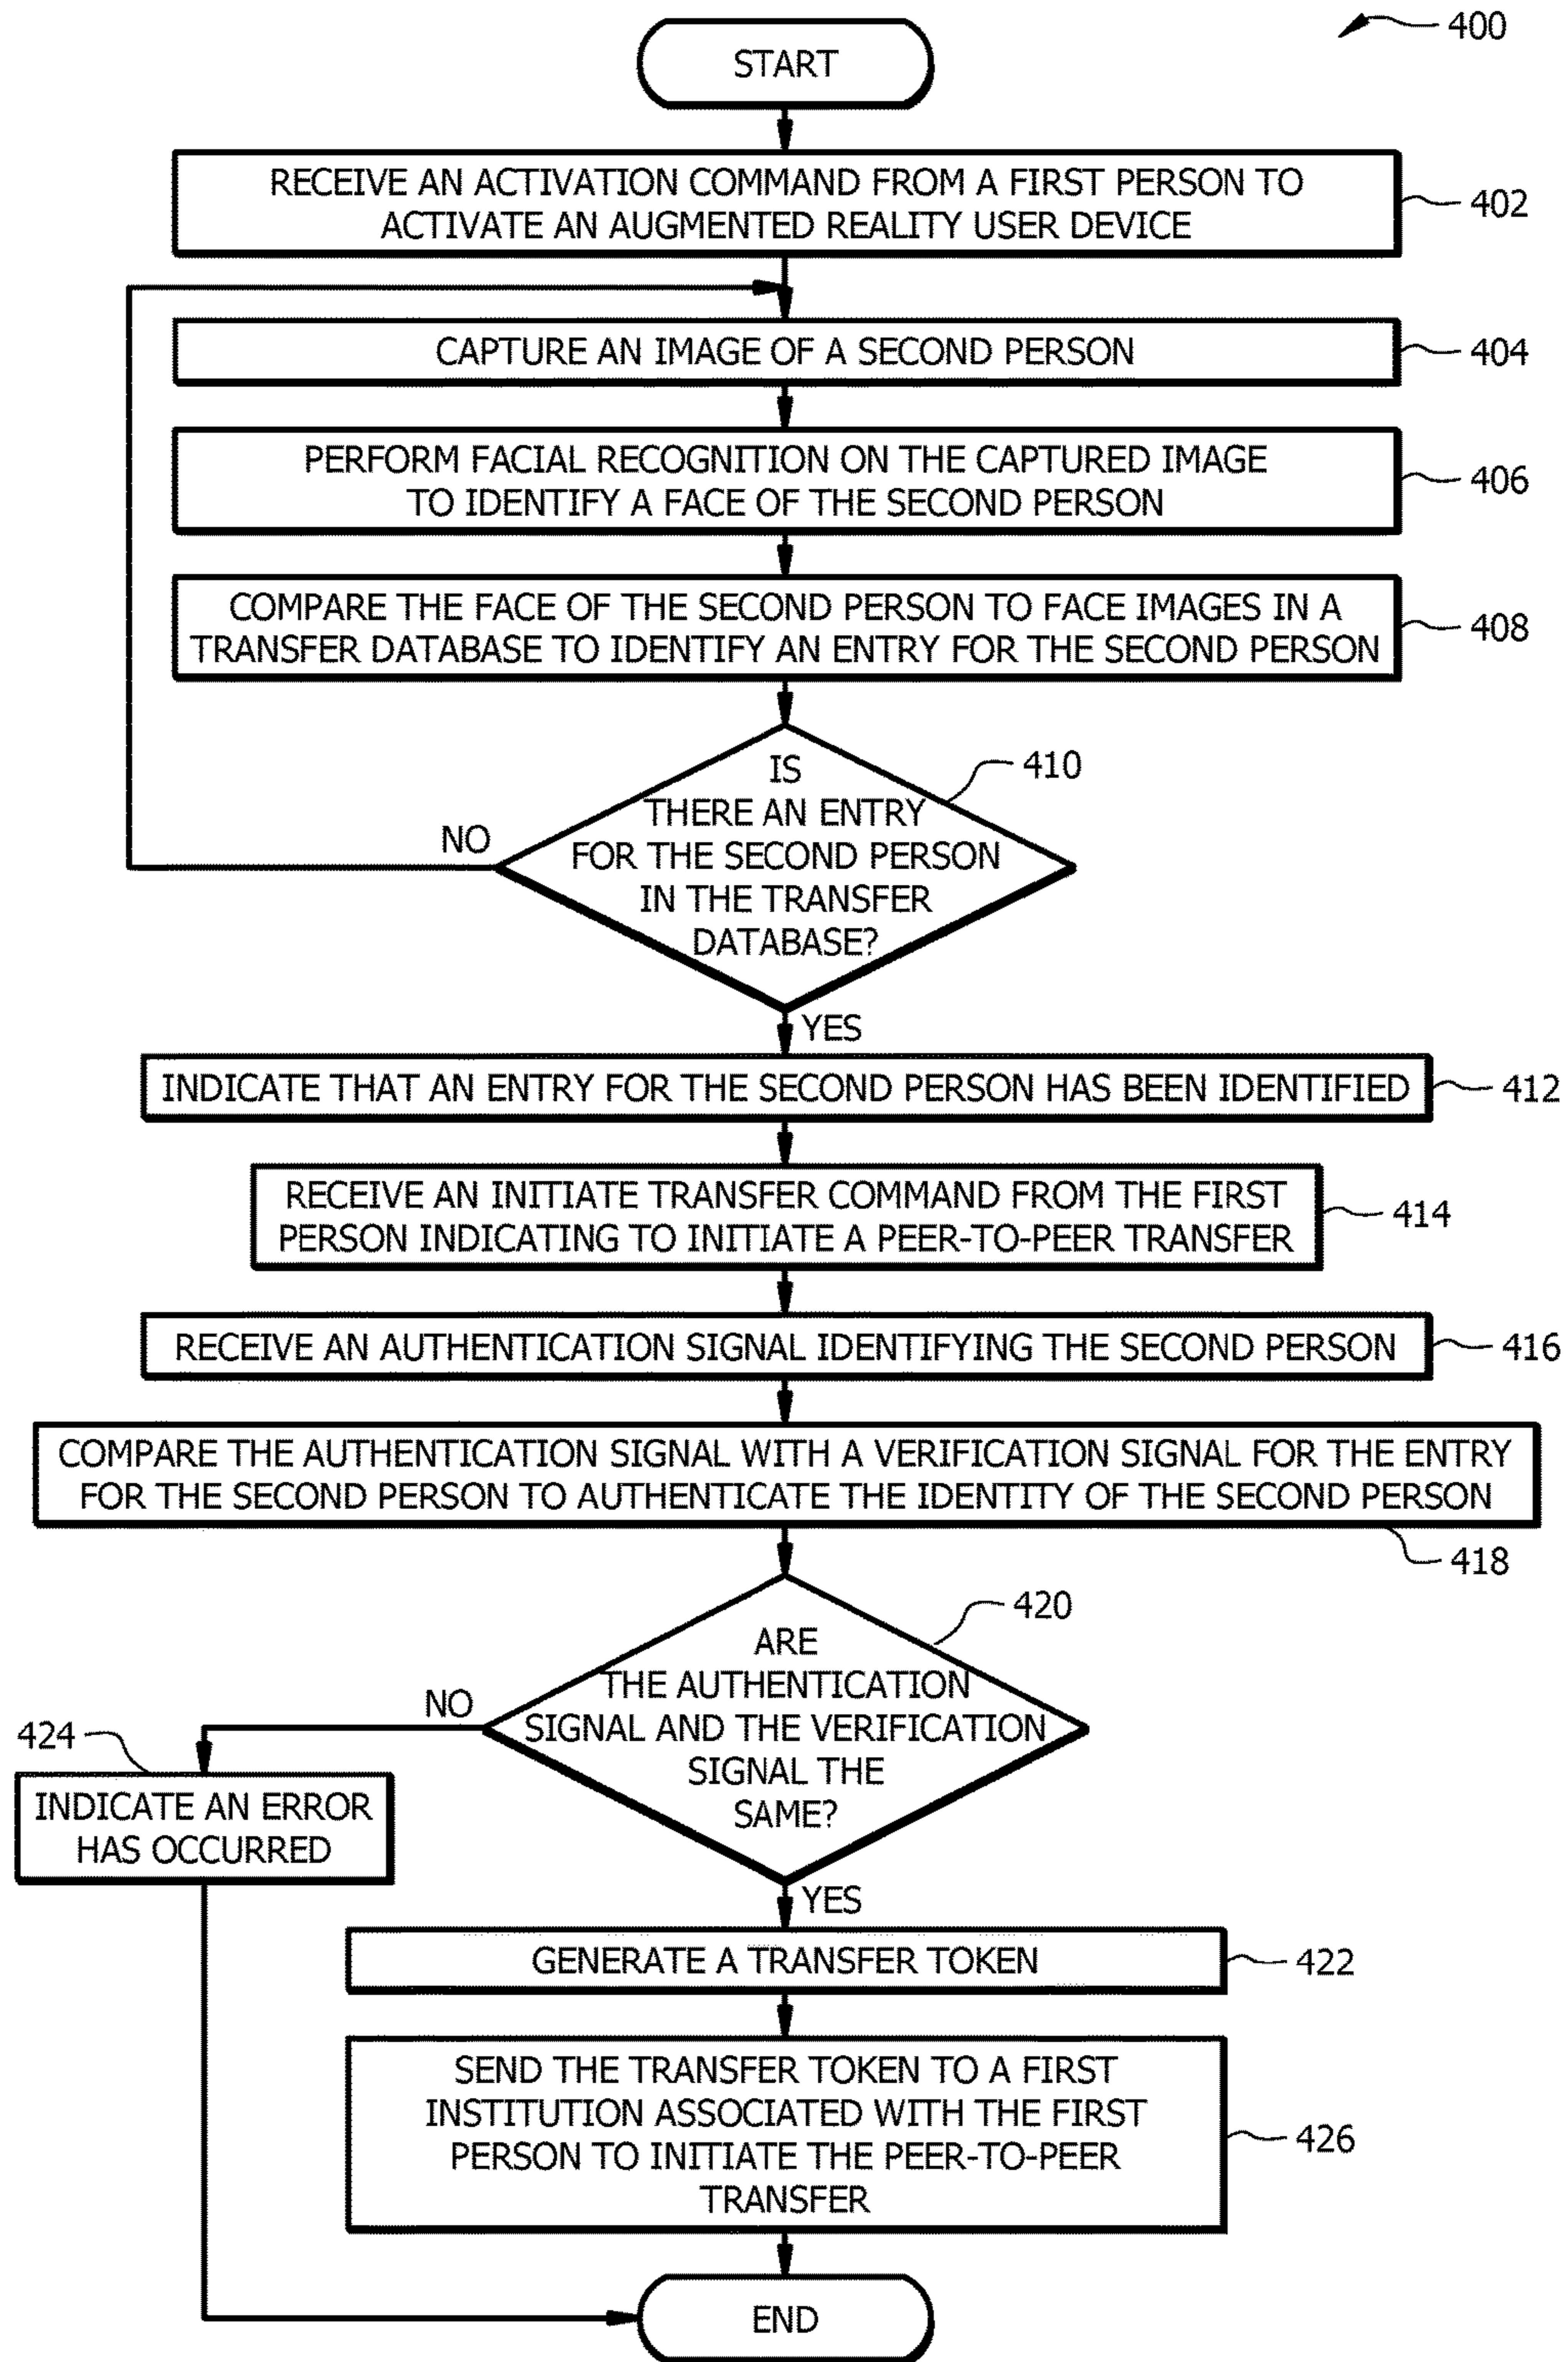 400
START
RECEIVE AN ACTIVATION COMMAND FROM A FIRST PERSON TO
ACTIVATE AN AUGMENTED REALITY USER DEVICE
402
CAPTURE AN IMAGE OF A SECOND PERSON
404
PERFORM FACIAL RECOGNITION ON THE CAPTURED IMAGE
TO IDENTIFY A FACE OF THE SECOND PERSON
406
COMPARE THE FACE OF THE SECOND PERSON TO FACE IMAGES IN A
TRANSFER DATABASE TO IDENTIFY AN ENTRY FOR THE SECOND PERSON
408
IS
THERE AN ENTRY
FOR THE SECOND PERSON
IN THE TRANSFER
DATABASE?
410
NO
YES
INDICATE THAT AN ENTRY FOR THE SECOND PERSON HAS BEEN IDENTIFIED
412
RECEIVE AN INITIATE TRANSFER COMMAND FROM THE FIRST
PERSON INDICATING TO INITIATE A PEER-TO-PEER TRANSFER
414
RECEIVE AN AUTHENTICATION SIGNAL IDENTIFYING THE SECOND PERSON
416
COMPARE THE AUTHENTICATION SIGNAL WITH A VERIFICATION SIGNAL FOR THE ENTRY
FOR THE SECOND PERSON TO AUTHENTICATE THE IDENTITY OF THE SECOND PERSON
418
ARE
THE AUTHENTICATION
SIGNAL AND THE VERIFICATION
SIGNAL THE
SAME?
420
NO
424
INDICATE AN ERROR
HAS OCCURRED
YES
GENERATE A TRANSFER TOKEN
422
SEND THE TRANSFER TOKEN TO A FIRST
INSTITUTION ASSOCIATED WITH THE FIRST
PERSON TO INITIATE THE PEER-TO-PEER
TRANSFER
426
END